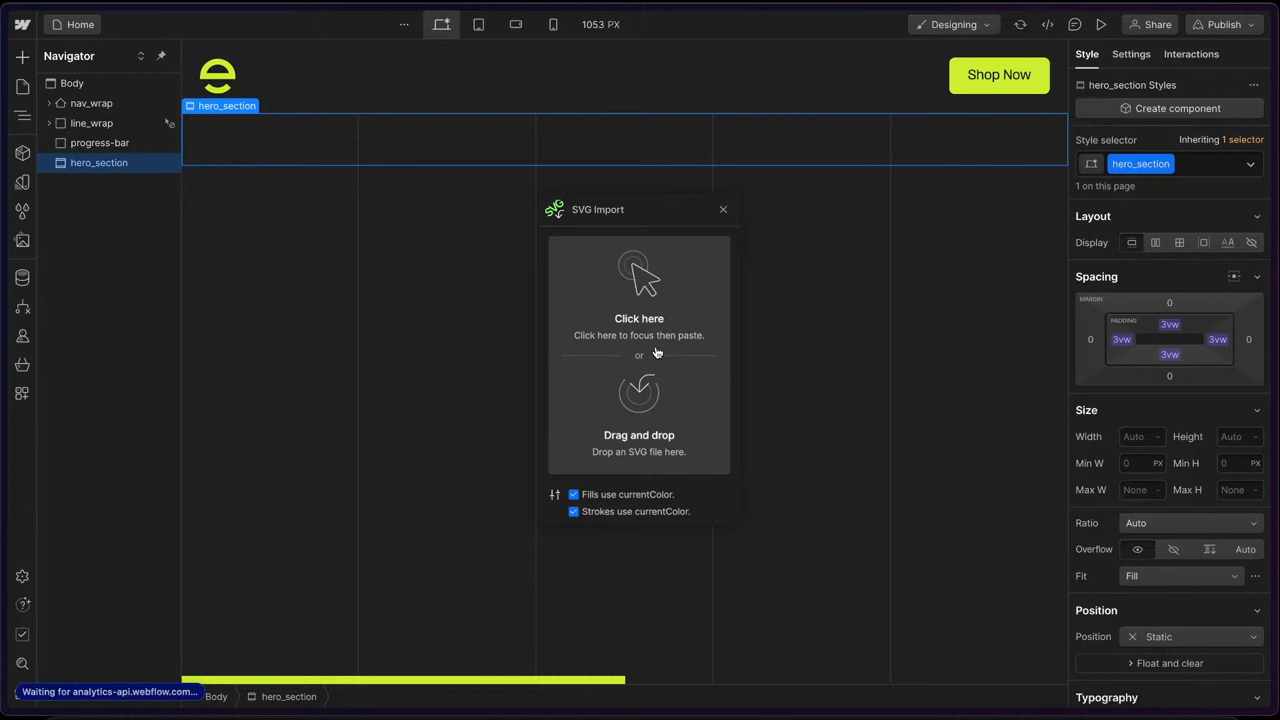 Home
1053 PX
Designing
Share
Publish
Navigator
Body
nav_wrap
line_wrap
progress-bar
hero_section
Shop Now
hero_section
SVG
SVG Import
Click here
Click here to focus then paste.
or
Drag and drop
Drop an SVG file here.
Fills use currentColor.
Strokes use currentColor.
Style
Settings
Interactions
hero_section Styles
Create component
Style selector
Inheriting 1 selector
hero_section
1 on this page
Layout
Display
Spacing
MARGIN
0
PADDING
3vw
0
3vw
3vw
0
3vw
0
Size
Width Auto - Height Auto -
Min W 0 PX Min H 0 PX
Max W None - Max H None -
Ratio Auto
Overflow Auto
Fit Fill
Position
Position Static
Float and clear
Typography
Waiting for analytics-api.webflow.com...
Body
hero_section